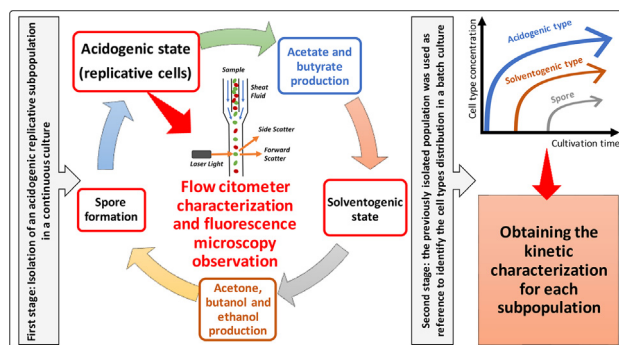 First stage: Isolation of an acidogenic replicative subpopulation
in a continuous culture
Acidogenic state
(replicative cells)
Acetate and
butyrate
production
Sample
Sheat
Fluid
Side Scatter
Forward
Scatter
Laser Light
Flow citometer
characterization
and fluorescence
microscopy
observation
Spore
formation
Solventogenic
state
Acetone,
butanol and
ethanol
production
Second stage: the previously isolated population was used as
reference to identify the cell types distribution in a batch culture
Cell type concentration
Acidogenic type
Solventogenic type
Spore
Cultivation time
Obtaining the
kinetic
characterization
for each
subpopulation